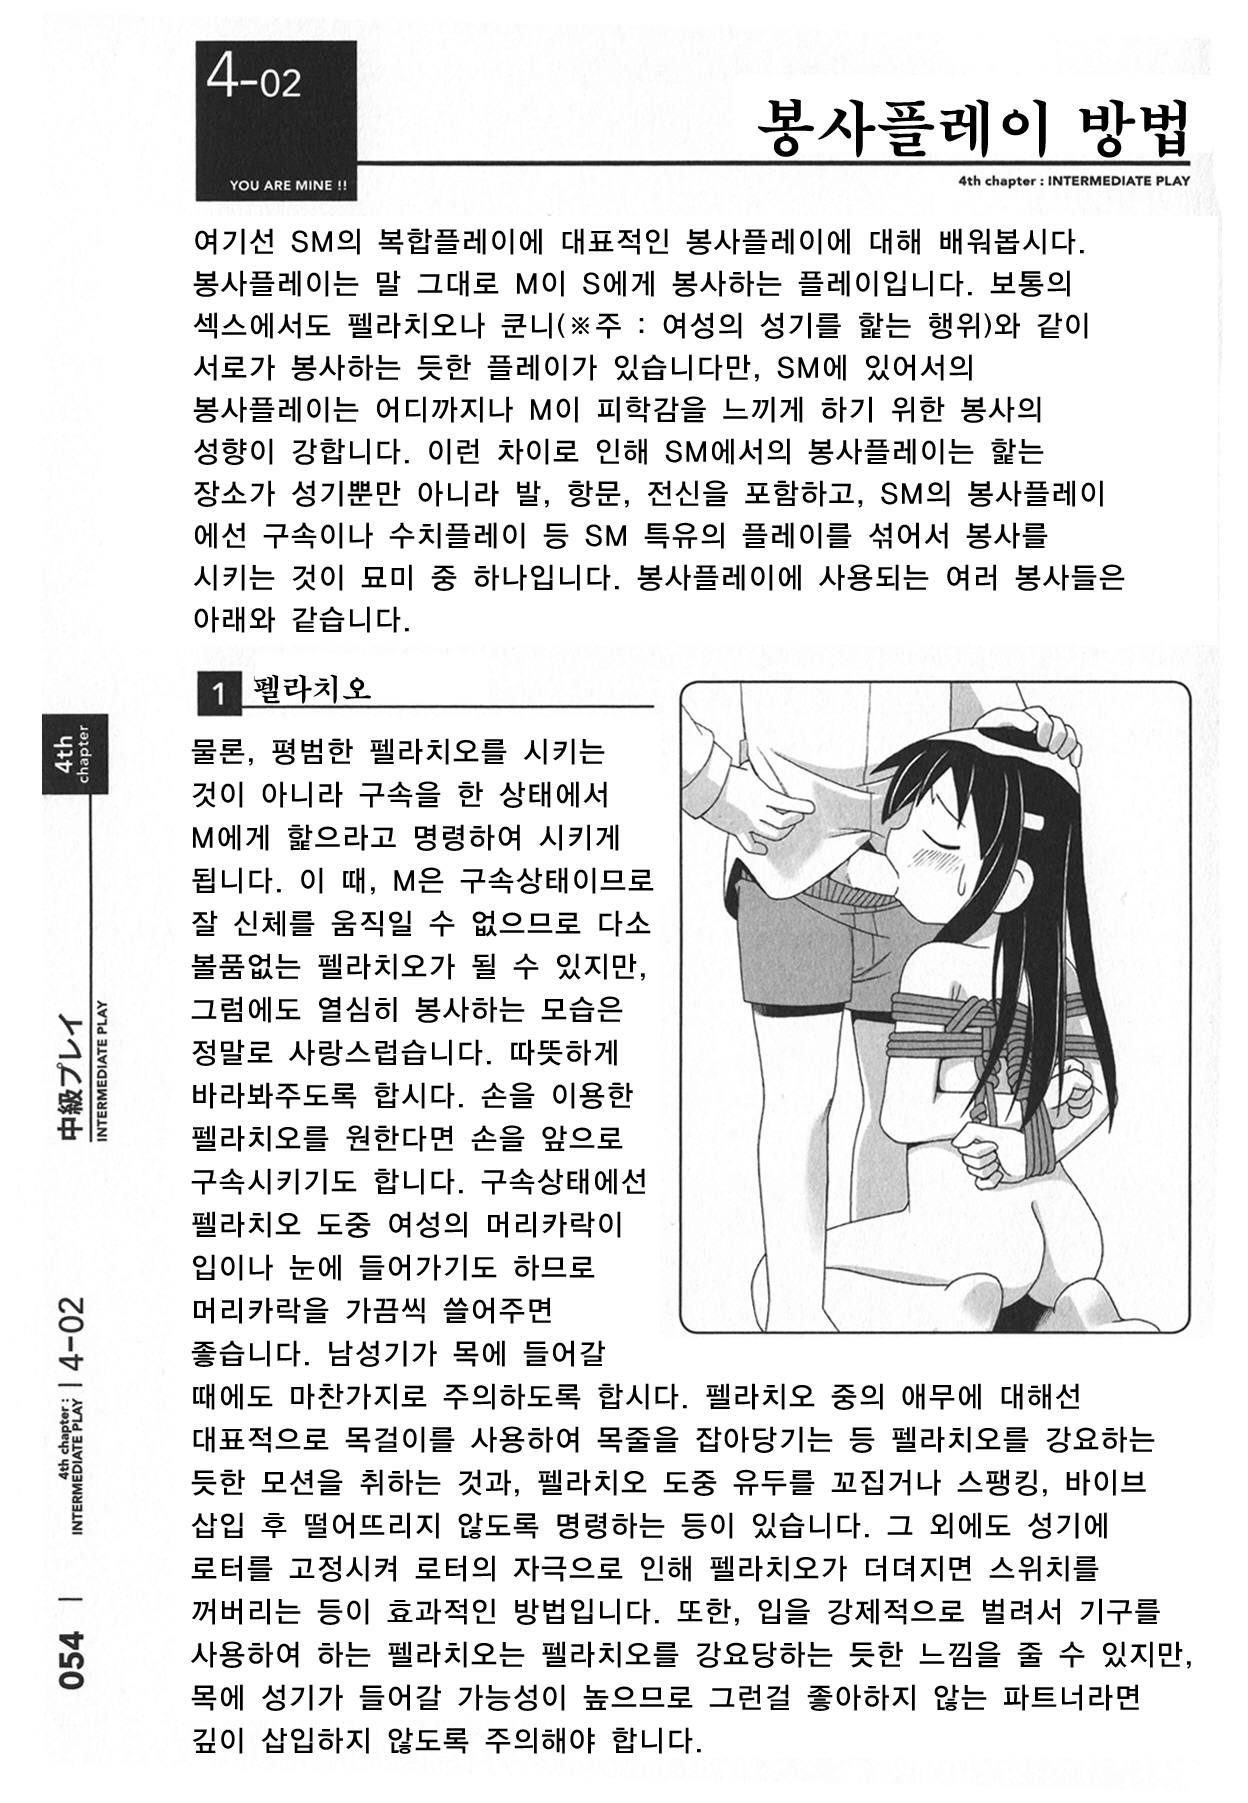 4-02
YOU ARE MINE !!
봉사플레이 방법
4th chapter : INTERMEDIATE PLAY
여기선 SM의 복합플레이에 대표적인 봉사플레이에 대해 배워봅시다.
봉사플레이는 말 그대로 M이 S에게 봉사하는 플레이입니다. 보통의
섹스에서도 펠라치오나 쿤니(※주 : 여성의 성기를 핥는 행위)와 같이
서로가 봉사하는 듯한 플레이가 있습니다만, SM에 있어서의
봉사플레이는 어디까지나 M이 피학감을 느끼게 하기 위한 봉사의
성향이 강합니다. 이런 차이로 인해 SM에서의 봉사플레이는 핥는
장소가 성기뿐만 아니라 발, 항문, 전신을 포함하고, SM의 봉사플레이
에선 구속이나 수치플레이 등 SM 특유의 플레이를 섞어서 봉사를
시키는 것이 묘미 중 하나입니다. 봉사플레이에 사용되는 여러 봉사들은
아래와 같습니다.
1 펠라치오
물론, 평범한 펠라치오를 시키는
것이 아니라 구속을 한 상태에서
M에게 핥으라고 명령하여 시키게
됩니다. 이 때, M은 구속상태이므로
잘 신체를 움직일 수 없으므로 다소
볼품없는 펠라치오가 될 수 있지만,
그럼에도 열심히 봉사하는 모습은
정말로 사랑스럽습니다. 따뜻하게
바라봐주도록 합시다. 손을 이용한
펠라치오를 원한다면 손을 앞으로
구속시키기도 합니다. 구속상태에선
펠라치오 도중 여성의 머리카락이
입이나 눈에 들어가기도 하므로
머리카락을 가끔씩 쓸어주면
좋습니다. 남성기가 목에 들어갈
때에도 마찬가지로 주의하도록 합시다. 펠라치오 중의 애무에 대해선
대표적으로 목걸이를 사용하여 목줄을 잡아당기는 등 펠라치오를 강요하는
듯한 모션을 취하는 것과, 펠라치오 도중 유두를 꼬집거나 스팽킹, 바이브
삽입 후 떨어뜨리지 않도록 명령하는 등이 있습니다. 그 외에도 성기에
로터를 고정시켜 로터의 자극으로 인해 펠라치오가 더뎌지면 스위치를
꺼버리는 등이 효과적인 방법입니다. 또한, 입을 강제적으로 벌려서 기구를
사용하여 하는 펠라치오는 펠라치오를 강요당하는 듯한 느낌을 줄 수 있지만,
목에 성기가 들어갈 가능성이 높으므로 그런걸 좋아하지 않는 파트너라면
깊이 삽입하지 않도록 주의해야 합니다.
4th
chapter
中級プレイ
INTERMEDIATE PLAY
4th chapter :
INTERMEDIATE PLAY
| 4-02
054 |